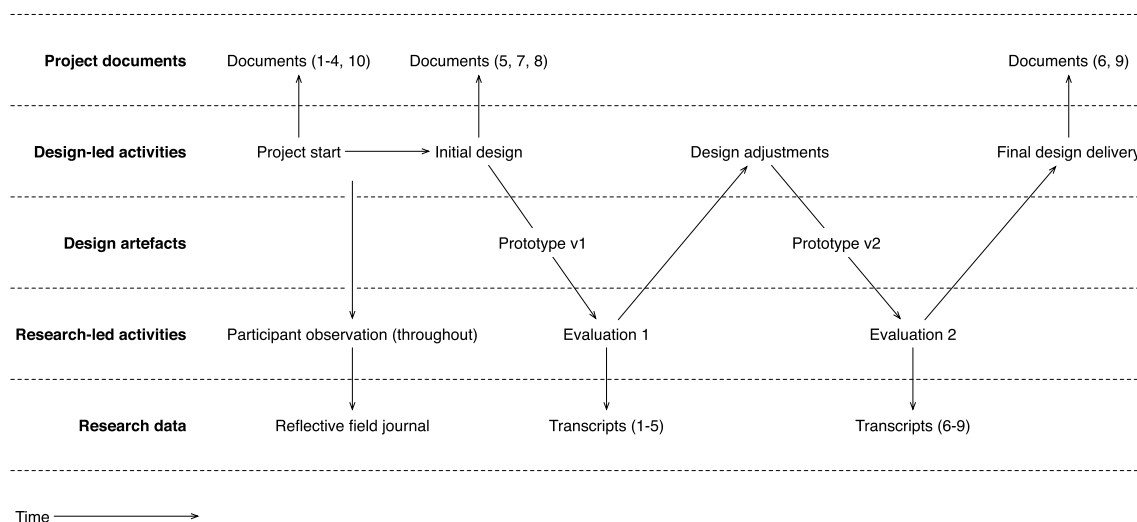 Project documents
Documents (1-4, 10)
Documents (5, 7, 8)
Documents (6, 9)
Design-led activities
Project start
Initial design
Design adjustments
Final design delivery
Design artefacts
Prototype v1
Prototype v2
Research-led activities
Participant observation (throughout)
Evaluation 1
Evaluation 2
Research data
Reflective field journal
Transcripts (1-5)
Transcripts (6-9)
Time